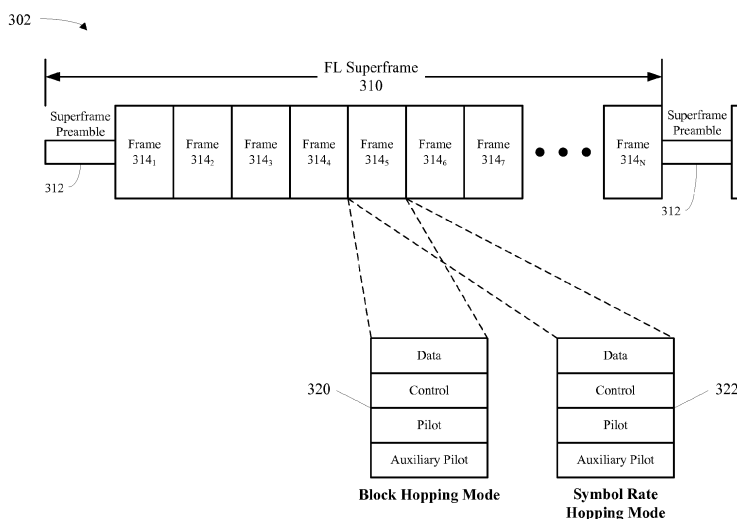 302
FL Superframe
310
Superframe
Preamble
312
Frame
314₁
Frame
314₂
Frame
314₃
Frame
314₄
Frame
314₅
Frame
314₆
Frame
314₇
Frame
314N
Superframe
Preamble
312
320
Data
Control
Pilot
Auxiliary Pilot
Block Hopping Mode
Data
Control
Pilot
Auxiliary Pilot
322
Symbol Rate
Hopping Mode